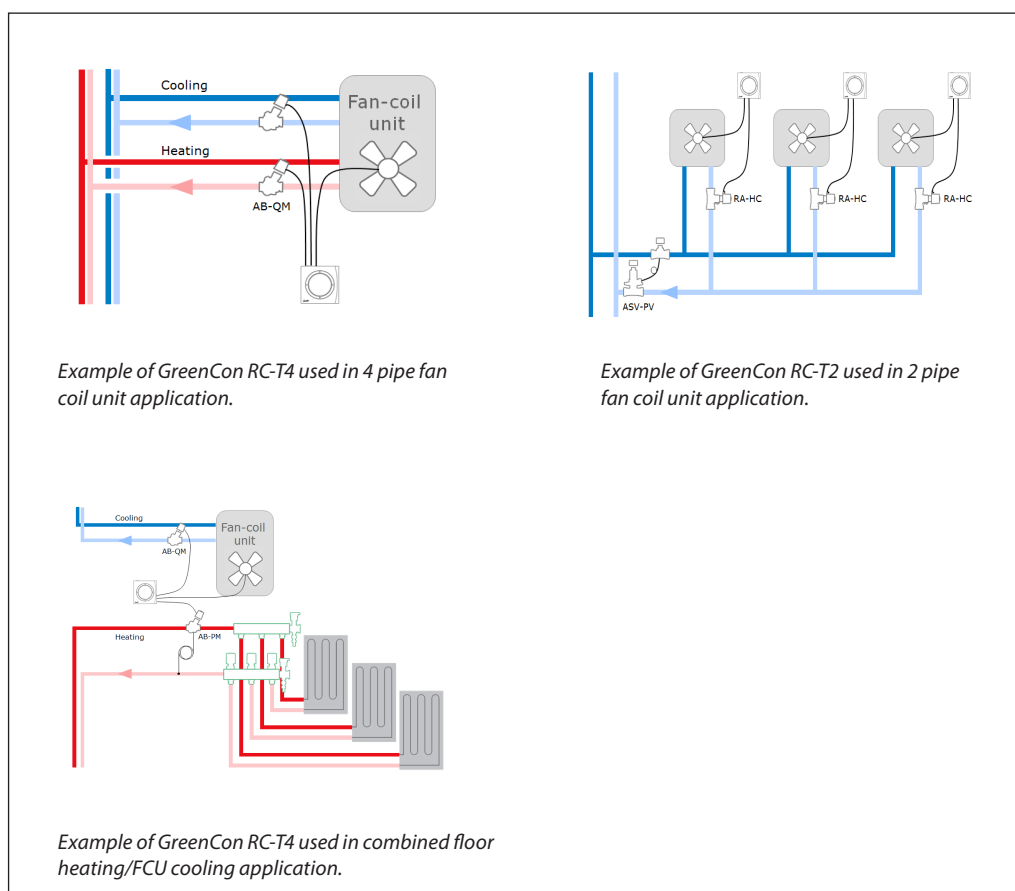 Cooling
Fan-coil
unit
Heating
AB-QM
RA-HC
RA-HC
RA-HC
ASV-PV
Example of GreenCon RC-T4 used in 4 pipe fan
coil unit application.
Example of GreenCon RC-T2 used in 2 pipe
fan coil unit application.
Cooling
Fan-coil
unit
AB-QM
Heating
AB-PM
Example of GreenCon RC-T4 used in combined floor
heating/FCU cooling application.